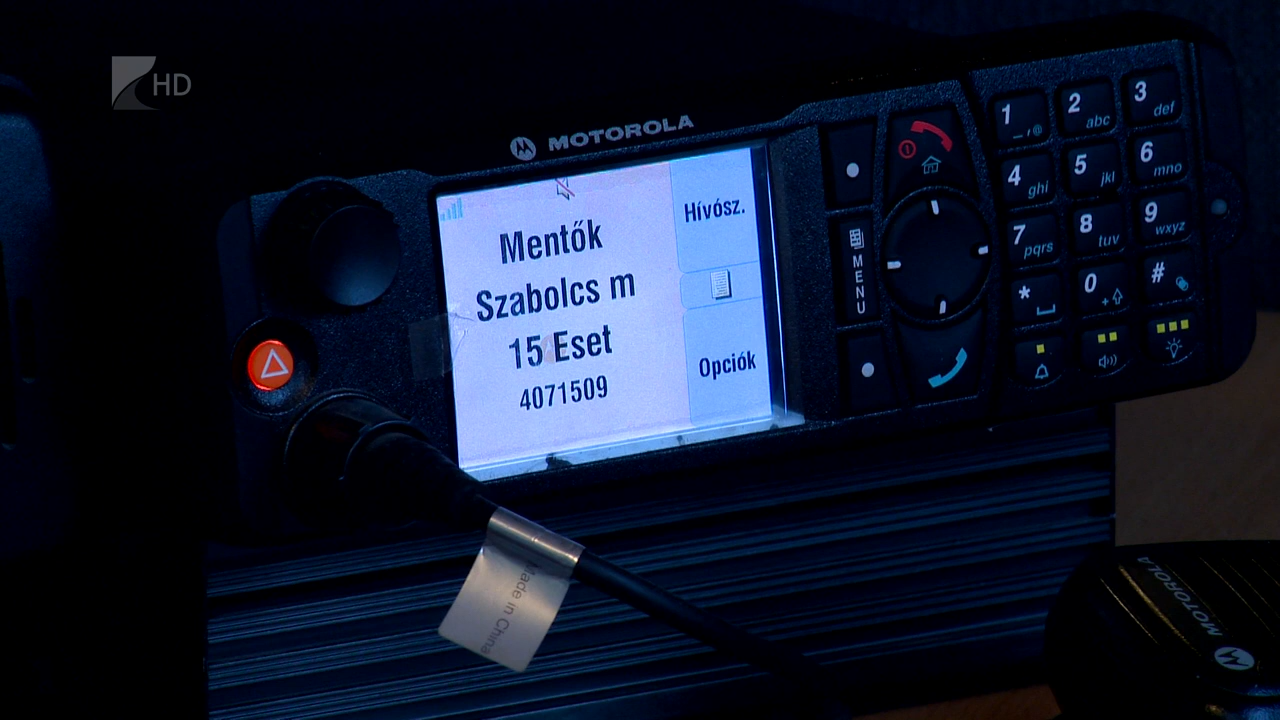 HD
MOTOROLA
Mentők
Szabolcs m
15 Eset
4071509
Hívósz.
Opciók
MENU
1 _,@
2 abc
3 def
4 ghi
5 jkl
6 mno
7 pqrs
8 tuv
9 wxyz
*
0 +
#
Made in China
MOTOROLA